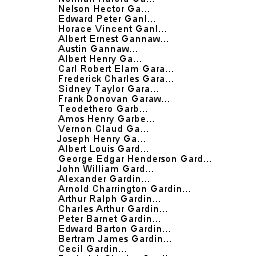 Norman Harold Ga...
Nelson Hector Ga...
Edward Peter Ganl...
Horace Vincent Ganl...
Albert Ernest Gannaw...
Austin Gannaw...
Albert Henry Ga...
Carl Robert Elam Gara...
Frederick Charles Gara...
Sidney Taylor Gara...
Frank Donovan Garaw...
Teodethero Garb...
Amos Henry Garbe...
Vernon Claud Ga...
Joseph Henry Ga...
Albert Louis Gard...
George Edgar Henderson Gard...
John William Gard...
Alexander Gardin...
Arnold Charrington Gardin...
Arthur Ralph Gardin...
Charles Arthur Gardin...
Peter Barnet Gardin...
Edward Barton Gardin...
Bertram James Gardin...
Cecil Gardin...